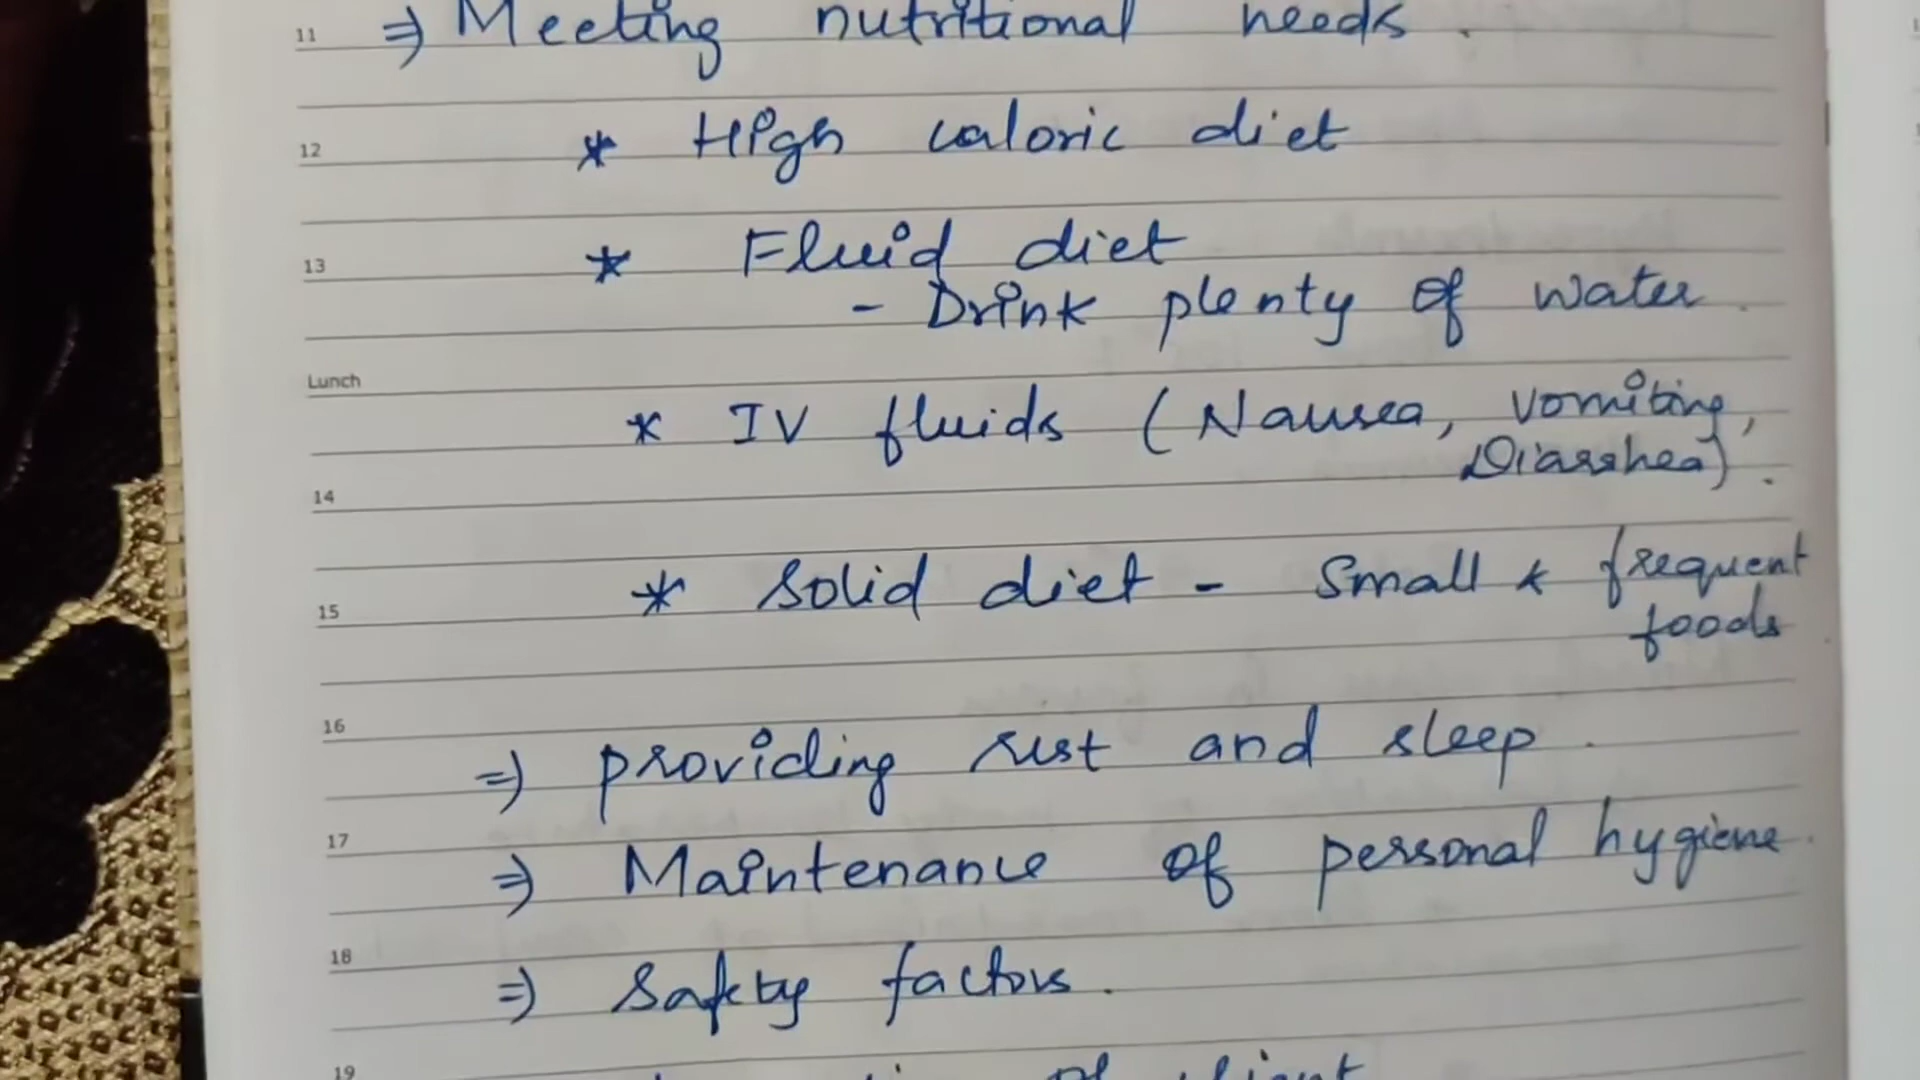 11 ⇒ Meeting nutritional needs.
12 * High caloric diet
13 * Fluid diet
- Drink plenty of water.
Lunch
* IV fluids (Nausea, vomiting,
Diarrhea).
14
15 * Solid diet - Small & frequent
foods
16
⇒ providing rest and sleep.
17 ⇒ Maintenance of personal hygiene.
18 ⇒ Safety factors.
19 of client